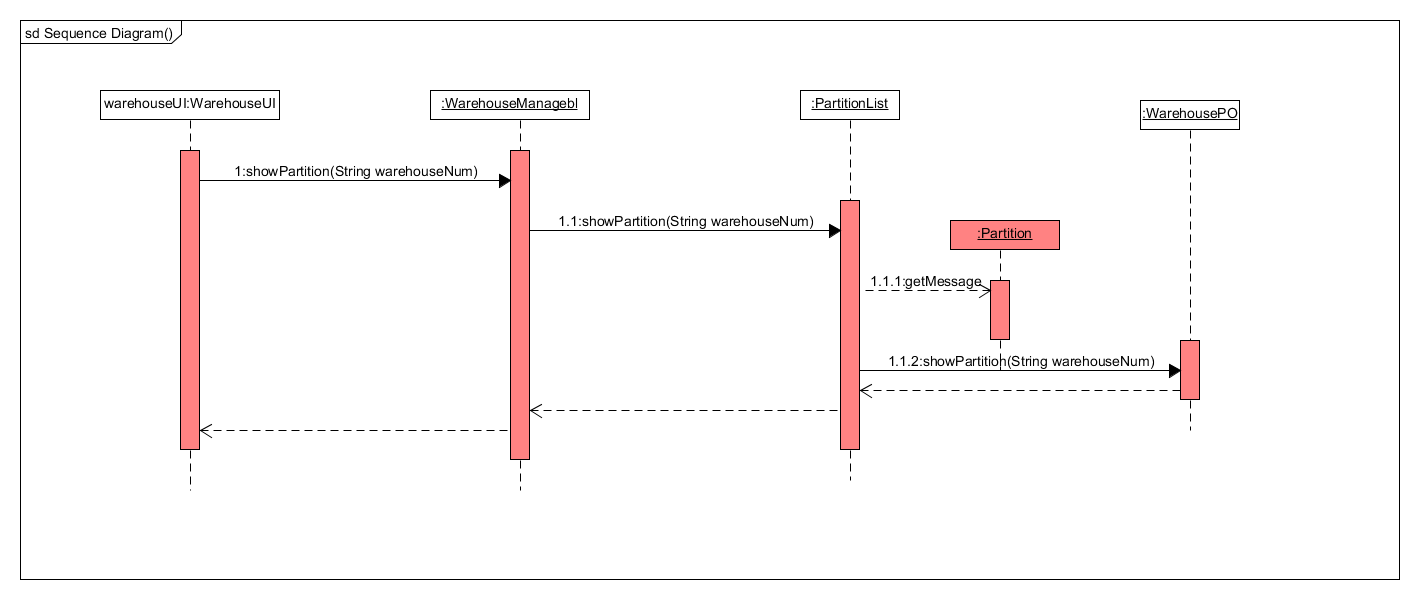 sd Sequence Diagram()
warehouseUI:WarehouseUI
:WarehouseManagebl
:PartitionList
:WarehousePO
1:showPartition(String warehouseNum)
1.1:showPartition(String warehouseNum)
:Partition
1.1.1:getMessage
1.1.2:showPartition(String warehouseNum)